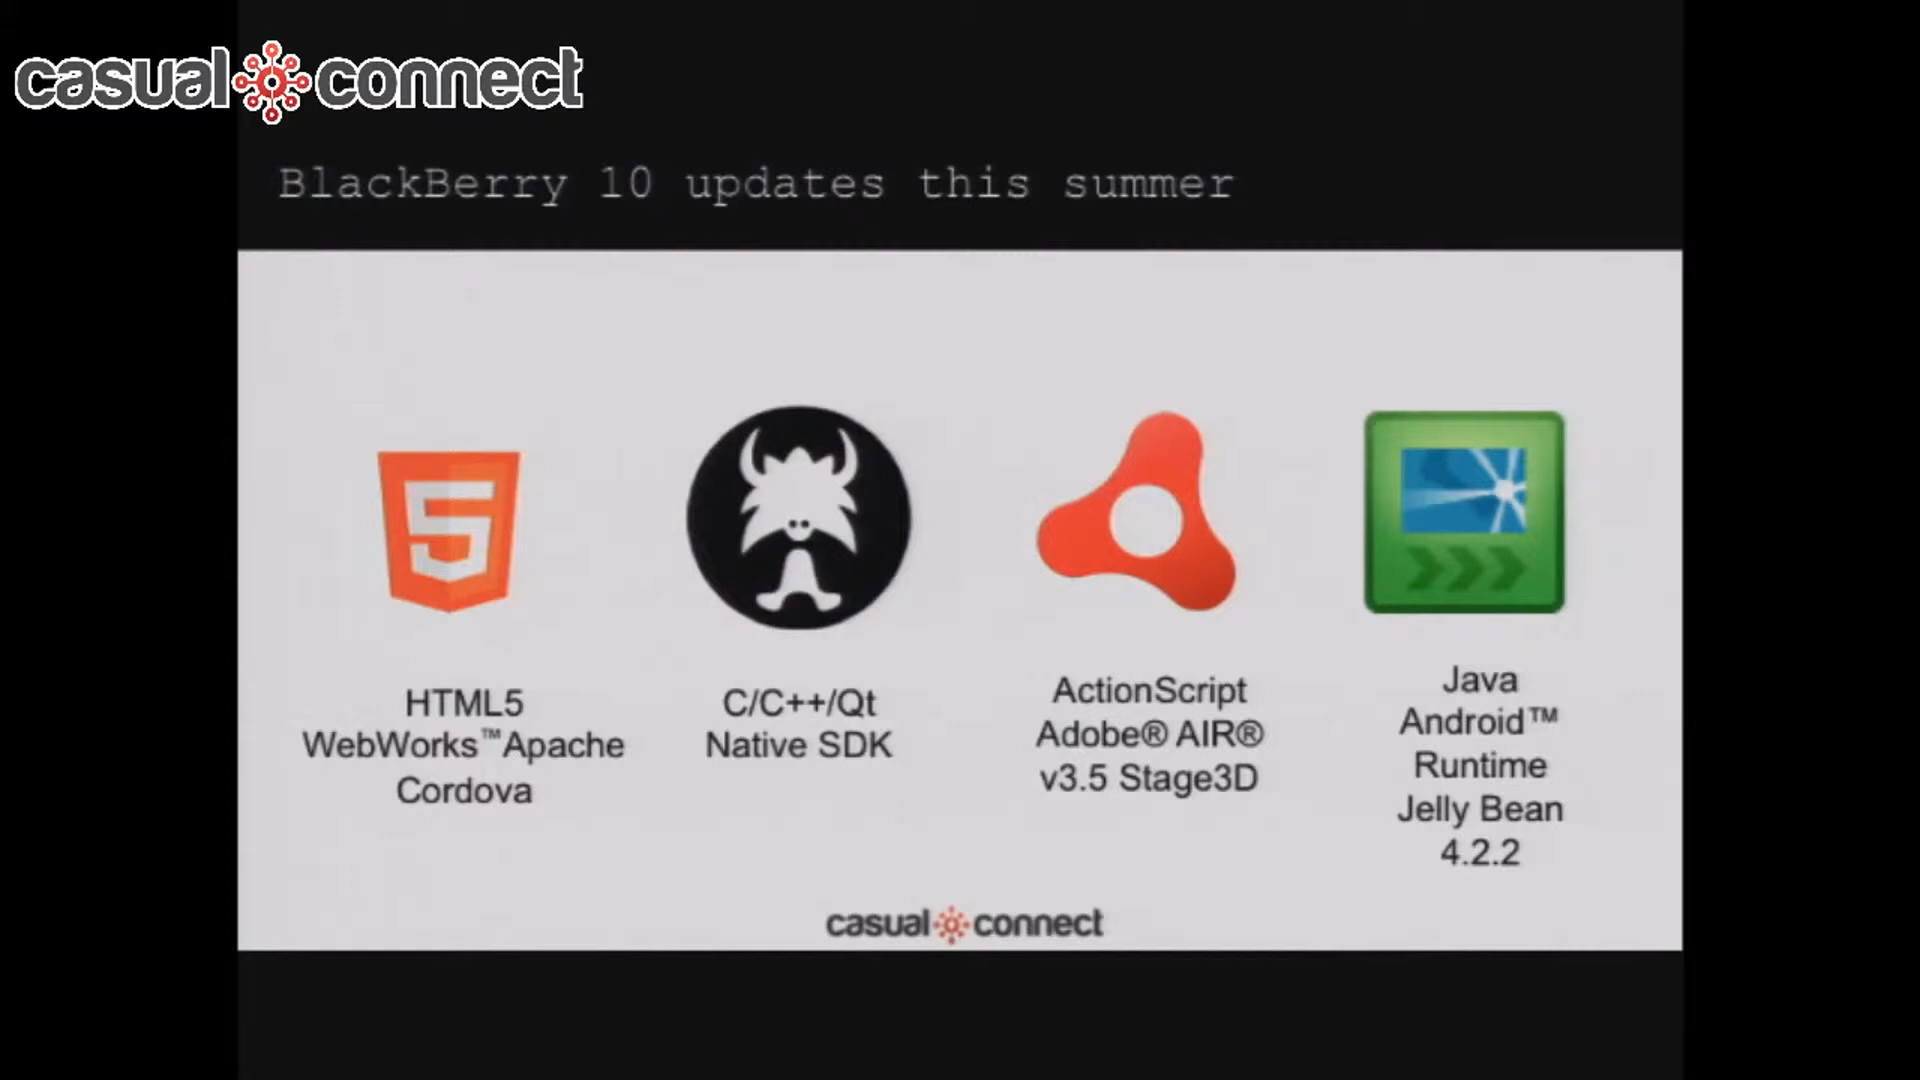 casual connect
BlackBerry 10 updates this summer
5
HTML5
WebWorks™ Apache
Cordova
C/C++/Qt
Native SDK
ActionScript
Adobe® AIR®
v3.5 Stage3D
Java
Android™
Runtime
Jelly Bean
4.2.2
casual connect